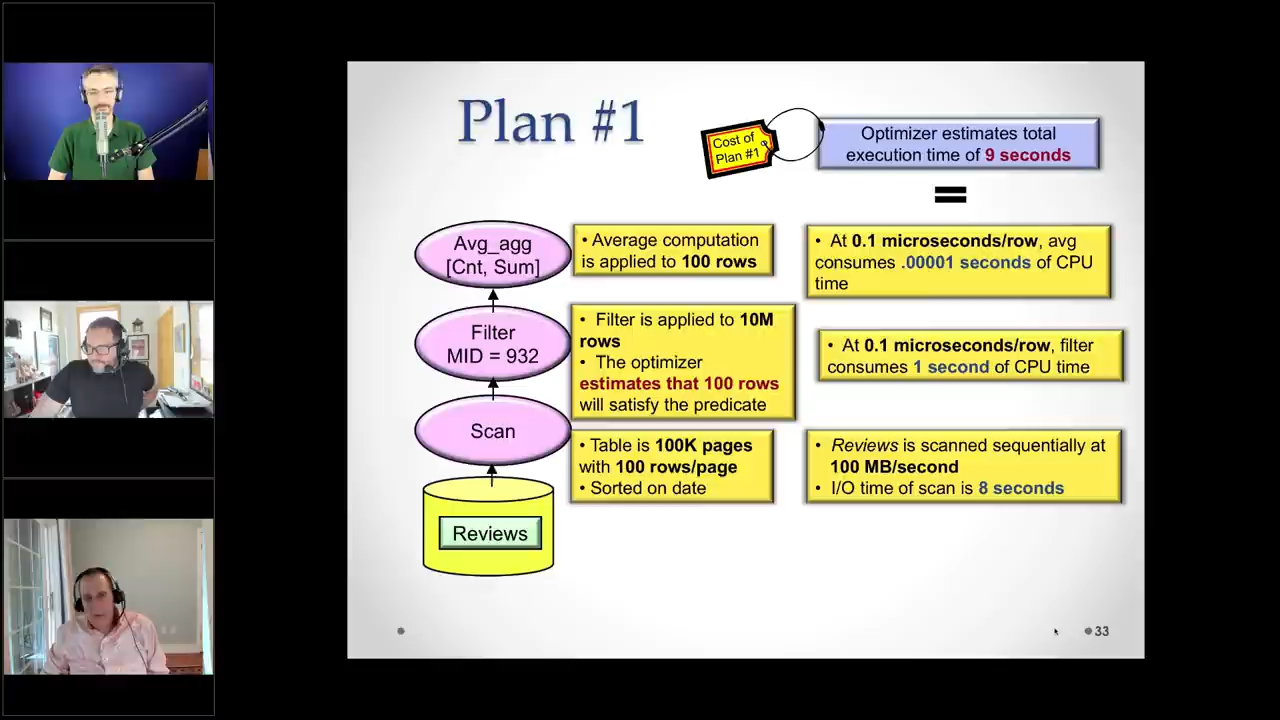 Plan #1
Cost of
Plan #1
Optimizer estimates total
execution time of 9 seconds
=
Avg_agg
[Cnt, Sum]
• Average computation
is applied to 100 rows
• At 0.1 microseconds/row, avg
consumes .00001 seconds of CPU
time
Filter
MID = 932
• Filter is applied to 10M
rows
• The optimizer
estimates that 100 rows
will satisfy the predicate
• At 0.1 microseconds/row, filter
consumes 1 second of CPU time
Scan
• Table is 100K pages
with 100 rows/page
• Sorted on date
• Reviews is scanned sequentially at
100 MB/second
• I/O time of scan is 8 seconds
Reviews
33